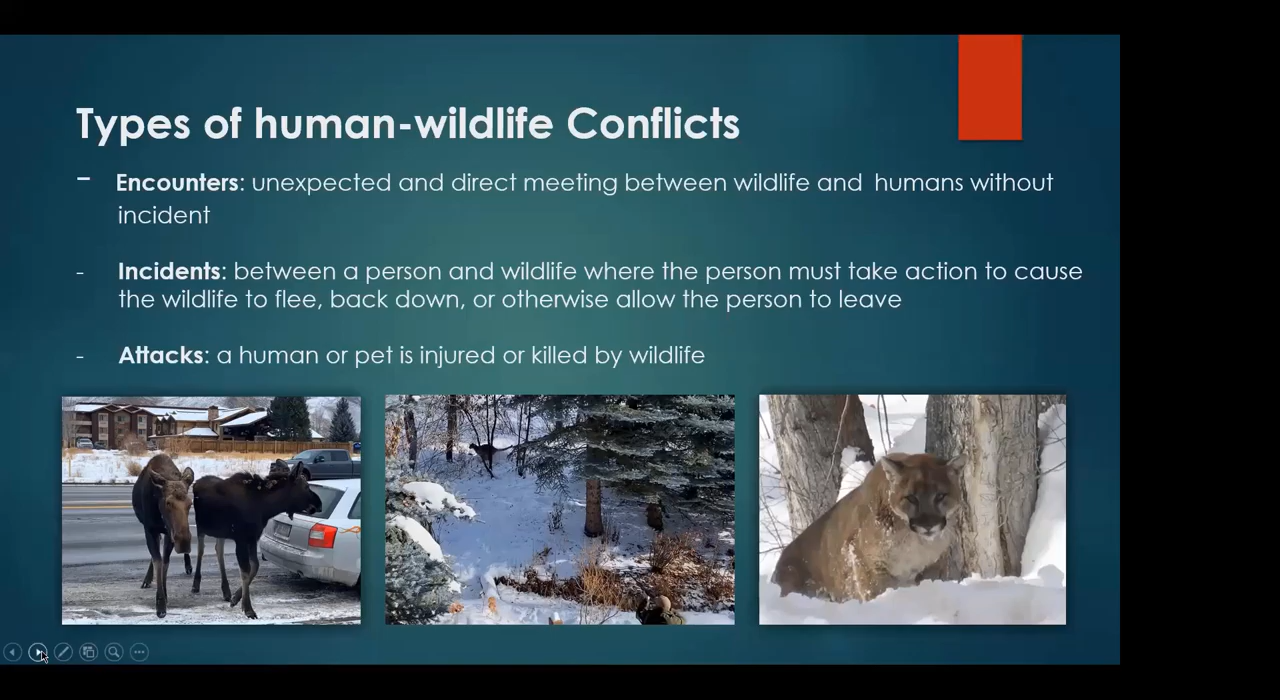 Types of human-wildlife Conflicts
- Encounters: unexpected and direct meeting between wildlife and humans without
incident
- Incidents: between a person and wildlife where the person must take action to cause
the wildlife to flee, back down, or otherwise allow the person to leave
- Attacks: a human or pet is injured or killed by wildlife